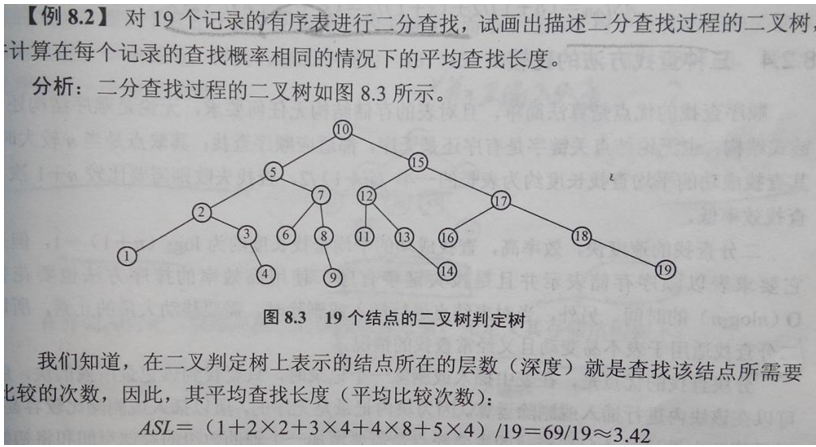 【例 8.2】 对 19 个记录的有序表进行二分查找，试画出描述二分查找过程的二叉树，
计算在每个记录的查找概率相同的情况下的平均查找长度。
分析：二分查找过程的二叉树如图 8.3 所示。
10
5 15
7 12 17
2
3 6 8 11 13 16 18
1
4 9 14 19
图 8.3 19 个结点的二叉树判定树
我们知道，在二叉判定树上表示的结点所在的层数（深度）就是查找该结点所需要
比较的次数，因此，其平均查找长度（平均比较次数）：
ASL＝（1＋2×2＋3×4＋4×8＋5×4）/19＝69/19≈3.42